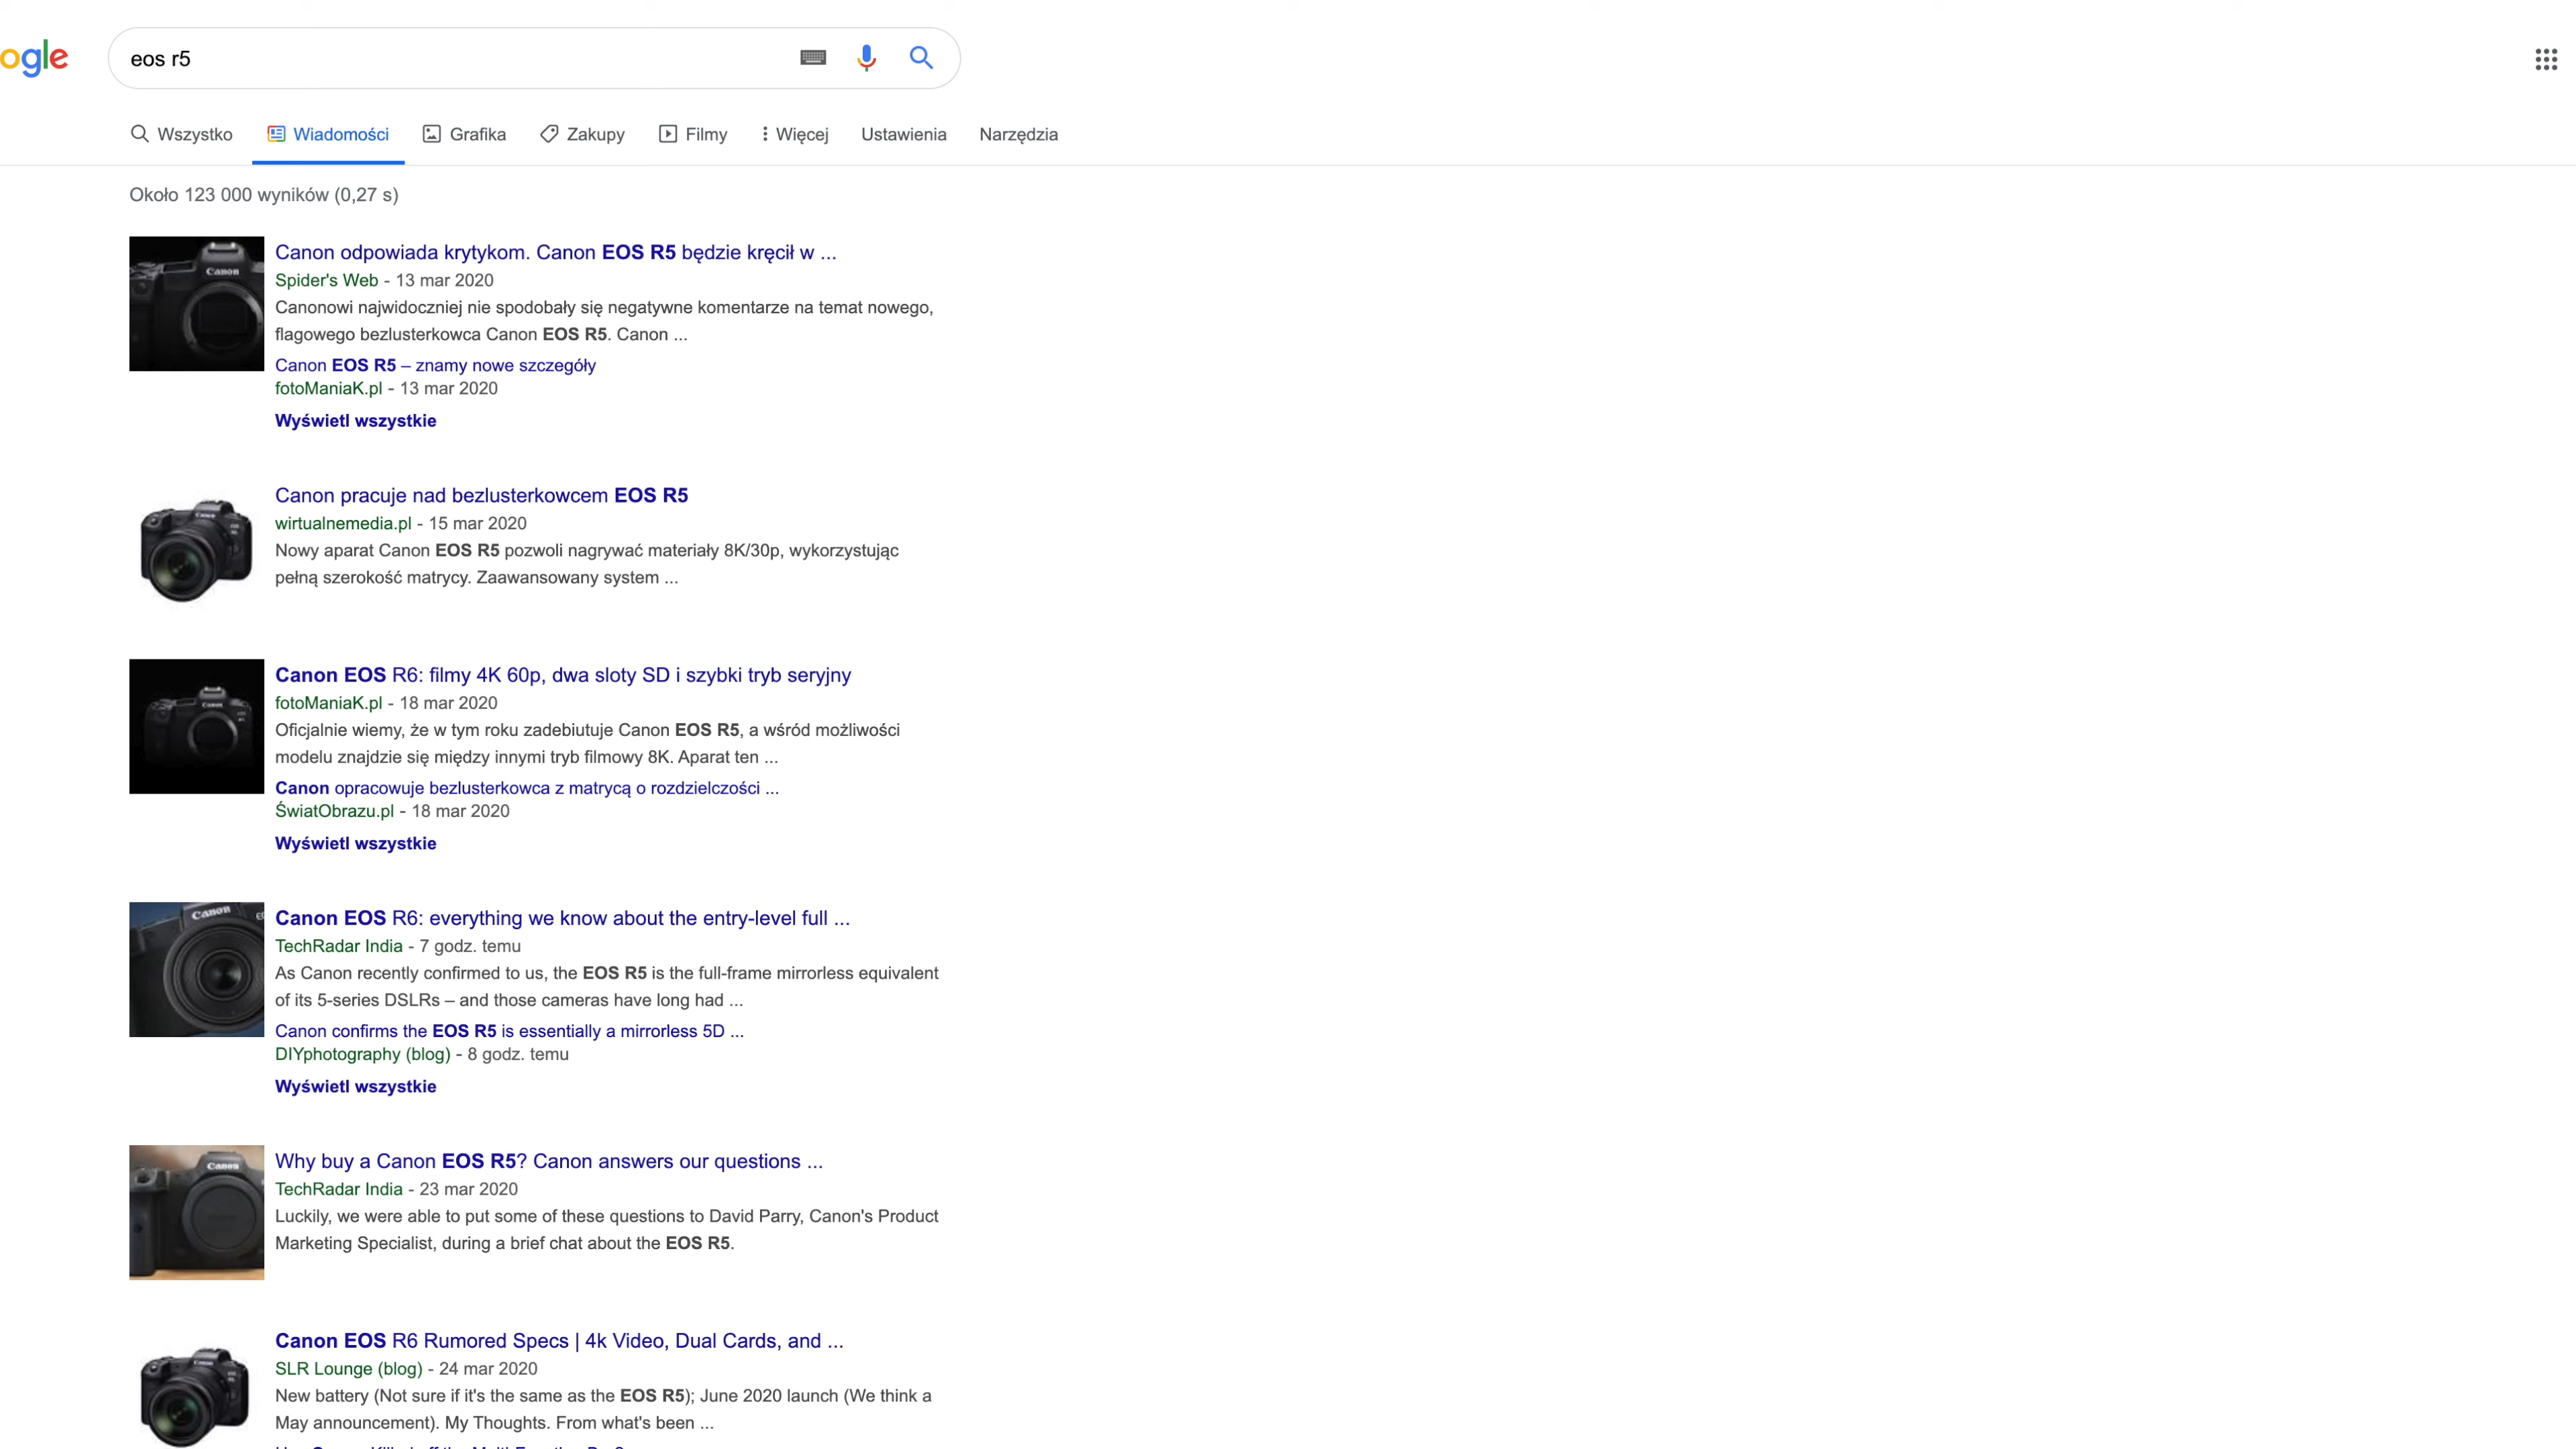 ogle
eos r5
Wszystko Wiadomości Grafika Zakupy Filmy Więcej Ustawienia Narzędzia
Około 123 000 wyników (0,27 s)
Canon odpowiada krytykom. Canon EOS R5 będzie kręcił w ...
Spider's Web - 13 mar 2020
Canonowi najwidoczniej nie spodobały się negatywne komentarze na temat nowego,
flagowego bezlusterkowca Canon EOS R5. Canon ...
Canon EOS R5 – znamy nowe szczegóły
fotoManiaK.pl - 13 mar 2020
Wyświetl wszystkie
Canon pracuje nad bezlusterkowcem EOS R5
wirtualnemedia.pl - 15 mar 2020
Nowy aparat Canon EOS R5 pozwoli nagrywać materiały 8K/30p, wykorzystując
pełną szerokość matrycy. Zaawansowany system ...
Canon EOS R6: filmy 4K 60p, dwa sloty SD i szybki tryb seryjny
fotoManiaK.pl - 18 mar 2020
Oficjalnie wiemy, że w tym roku zadebiutuje Canon EOS R5, a wśród możliwości
modelu znajdzie się między innymi tryb filmowy 8K. Aparat ten ...
Canon opracowuje bezlusterkowca z matrycą o rozdzielczości ...
ŚwiatObrazu.pl - 18 mar 2020
Wyświetl wszystkie
Canon EOS R6: everything we know about the entry-level full ...
TechRadar India - 7 godz. temu
As Canon recently confirmed to us, the EOS R5 is the full-frame mirrorless equivalent
of its 5-series DSLRs – and those cameras have long had ...
Canon confirms the EOS R5 is essentially a mirrorless 5D ...
DIYphotography (blog) - 8 godz. temu
Wyświetl wszystkie
Why buy a Canon EOS R5? Canon answers our questions ...
TechRadar India - 23 mar 2020
Luckily, we were able to put some of these questions to David Parry, Canon's Product
Marketing Specialist, during a brief chat about the EOS R5.
Canon EOS R6 Rumored Specs | 4k Video, Dual Cards, and ...
SLR Lounge (blog) - 24 mar 2020
New battery (Not sure if it's the same as the EOS R5); June 2020 launch (We think a
May announcement). My Thoughts. From what's been ...